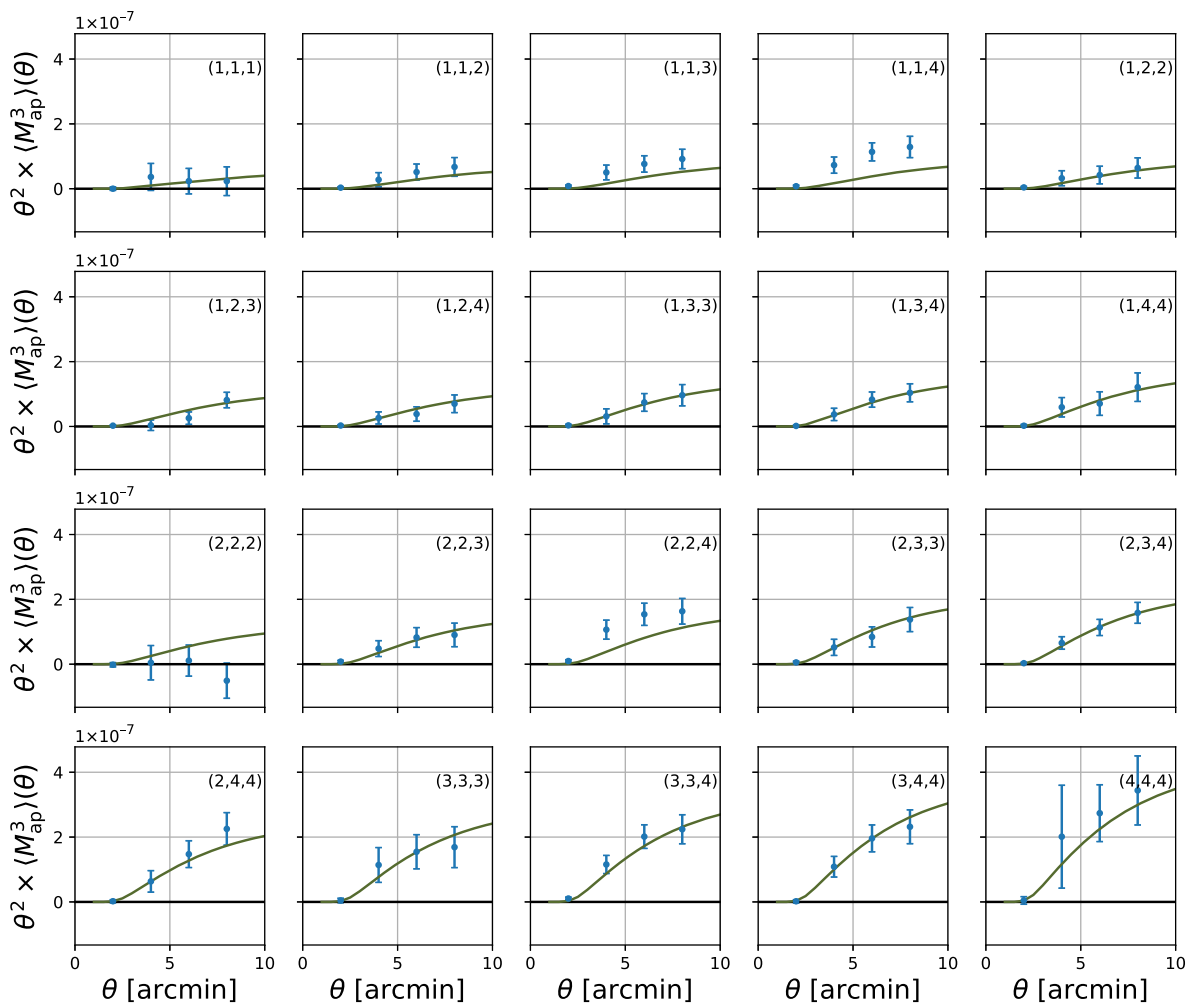 1×10⁻⁷
θ² × ⟨M³ₐₚ⟩(θ)
4
2
0
(1,1,1)
(1,1,2)
(1,1,3)
(1,1,4)
(1,2,2)
1×10⁻⁷
θ² × ⟨M³ₐₚ⟩(θ)
4
2
0
(1,2,3)
(1,2,4)
(1,3,3)
(1,3,4)
(1,4,4)
1×10⁻⁷
θ² × ⟨M³ₐₚ⟩(θ)
4
2
0
(2,2,2)
(2,2,3)
(2,2,4)
(2,3,3)
(2,3,4)
1×10⁻⁷
θ² × ⟨M³ₐₚ⟩(θ)
4
2
0
(2,4,4)
(3,3,3)
(3,3,4)
(3,4,4)
(4,4,4)
0 5 10
0 5 10
0 5 10
0 5 10
0 5 10
θ [arcmin]
θ [arcmin]
θ [arcmin]
θ [arcmin]
θ [arcmin]